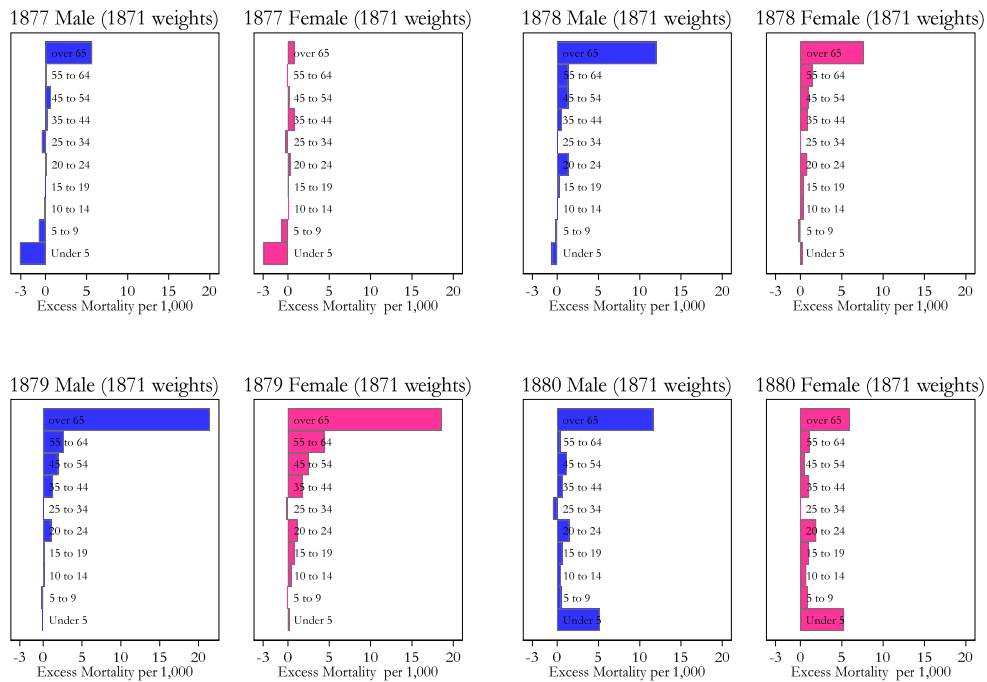 1877 Male (1871 weights)
over 65
55 to 64
45 to 54
35 to 44
25 to 34
20 to 24
15 to 19
10 to 14
5 to 9
Under 5
-3 0 5 10 15 20
Excess Mortality per 1,000
1877 Female (1871 weights)
over 65
55 to 64
45 to 54
35 to 44
25 to 34
20 to 24
15 to 19
10 to 14
5 to 9
Under 5
-3 0 5 10 15 20
Excess Mortality per 1,000
1878 Male (1871 weights)
over 65
55 to 64
45 to 54
35 to 44
25 to 34
20 to 24
15 to 19
10 to 14
5 to 9
Under 5
-3 0 5 10 15 20
Excess Mortality per 1,000
1878 Female (1871 weights)
over 65
55 to 64
45 to 54
35 to 44
25 to 34
20 to 24
15 to 19
10 to 14
5 to 9
Under 5
-3 0 5 10 15 20
Excess Mortality per 1,000
1879 Male (1871 weights)
over 65
55 to 64
45 to 54
35 to 44
25 to 34
20 to 24
15 to 19
10 to 14
5 to 9
Under 5
-3 0 5 10 15 20
Excess Mortality per 1,000
1879 Female (1871 weights)
over 65
55 to 64
45 to 54
35 to 44
25 to 34
20 to 24
15 to 19
10 to 14
5 to 9
Under 5
-3 0 5 10 15 20
Excess Mortality per 1,000
1880 Male (1871 weights)
over 65
55 to 64
45 to 54
35 to 44
25 to 34
20 to 24
15 to 19
10 to 14
5 to 9
Under 5
-3 0 5 10 15 20
Excess Mortality per 1,000
1880 Female (1871 weights)
over 65
55 to 64
45 to 54
35 to 44
25 to 34
20 to 24
15 to 19
10 to 14
5 to 9
Under 5
-3 0 5 10 15 20
Excess Mortality per 1,000